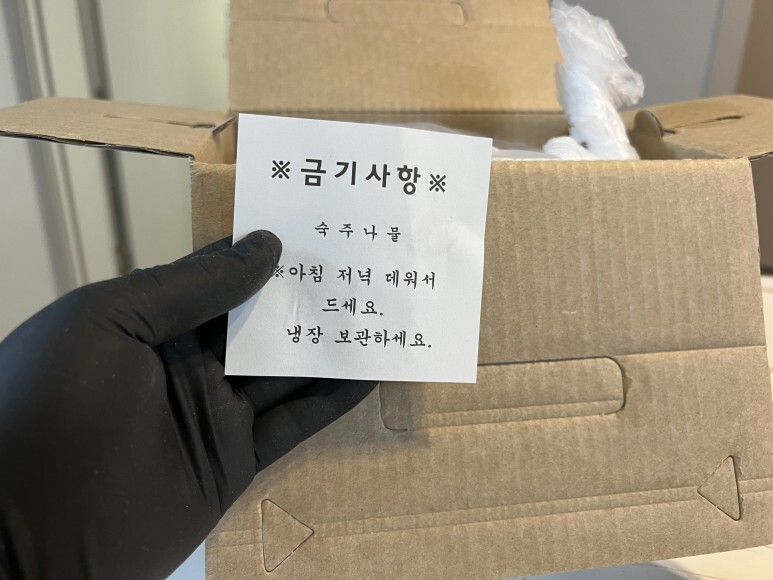 ※금기사항※
숙주나물
※아침 저녁 데워서
드세요.
냉장 보관하세요.